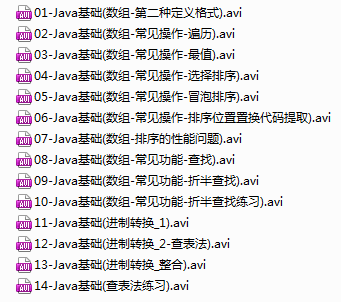 01-Java基础(数组-第二种定义格式).avi
02-Java基础(数组-常见操作-遍历).avi
03-Java基础(数组-常见操作-最值).avi
04-Java基础(数组-常见操作-选择排序).avi
05-Java基础(数组-常见操作-冒泡排序).avi
06-Java基础(数组-常见操作-排序位置置换代码提取).avi
07-Java基础(数组-排序的性能问题).avi
08-Java基础(数组-常见功能-查找).avi
09-Java基础(数组-常见功能-折半查找).avi
10-Java基础(数组-常见功能-折半查找练习).avi
11-Java基础(进制转换_1).avi
12-Java基础(进制转换_2-查表法).avi
13-Java基础(进制转换_整合).avi
14-Java基础(查表法练习).avi